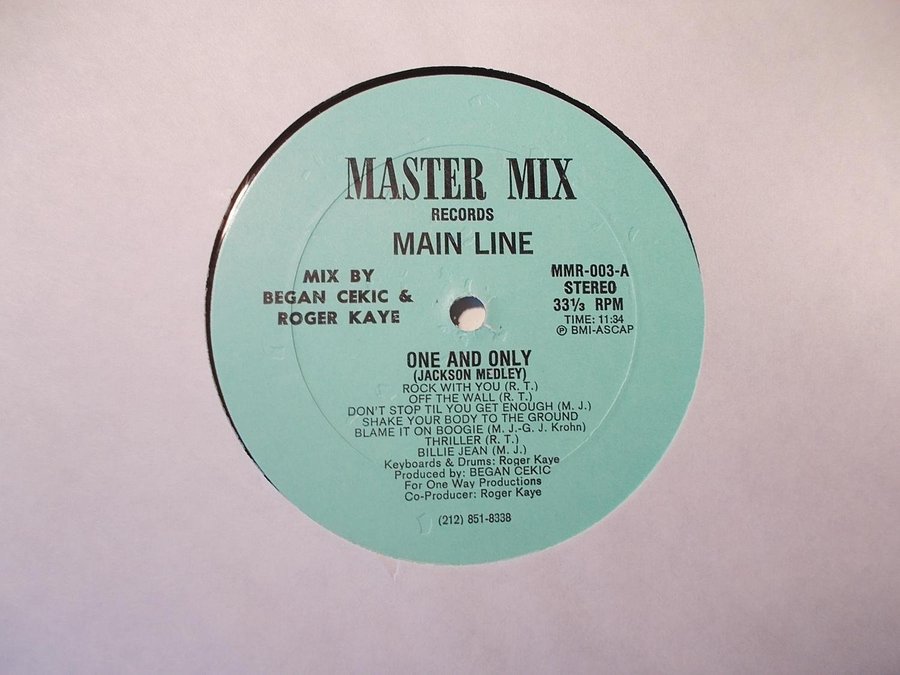 MASTER MIX
RECORDS
MAIN LINE
MIX BY
BEGAN CEKIC &
ROGER KAYE
MMR-003-A
STEREO
33⅓ RPM
TIME: 11:34
Ⓟ BMI-ASCAP
ONE AND ONLY
(JACKSON MEDLEY)
ROCK WITH YOU (R. T.)
OFF THE WALL (R. T.)
DON'T STOP TIL YOU GET ENOUGH (M. J.)
SHAKE YOUR BODY TO THE GROUND
BLAME IT ON BOOGIE (M. J.-G. J. Krohn)
THRILLER (R. T.)
BILLIE JEAN (M. J.)
Keyboards & Drums: Roger Kaye
Produced by: BEGAN CEKIC
For One Way Productions
Co-Producer: Roger Kaye
(212) 851-8338